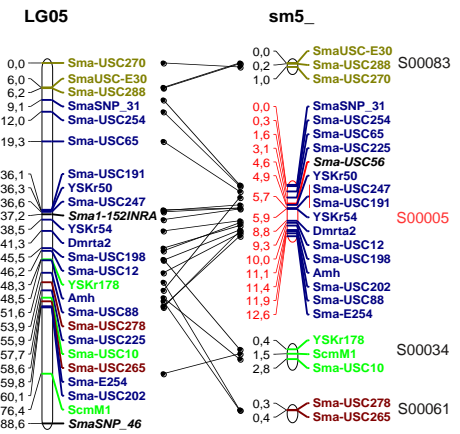 LG05 sm5_
0,0 Sma-USC270
6,0 SmaUSC-E30
6,2 Sma-USC288
9,1 SmaSNP_31
12,0 Sma-USC254
19,3 Sma-USC65
36,1 Sma-USC191
36,3 YSKr50
36,6 Sma-USC247
37,2 Sma1-152INRA
38,5 YSKr54
41,3 Dmrta2
45,5 Sma-USC198
46,2 Sma-USC12
48,3 YSKr178
48,5 Amh
51,6 Sma-USC88
53,9 Sma-USC278
55,9 Sma-USC225
57,7 Sma-USC10
58,6 Sma-USC265
59,8 Sma-E254
60,1 Sma-USC202
76,4 ScmM1
88,6 SmaSNP_46
0,0 SmaUSC-E30
0,2 Sma-USC288
1,0 Sma-USC270
S00083
0,0 SmaSNP_31
0,3 Sma-USC254
1,6 Sma-USC65
3,1 Sma-USC225
4,6 Sma-USC56
4,9 YSKr50
5,7 Sma-USC247
Sma-USC191
5,9 YSKr54
8,8 Dmrta2
9,3 Sma-USC12
10,0 Sma-USC198
11,1 Amh
11,4 Sma-USC202
11,9 Sma-USC88
12,6 Sma-E254
S00005
0,4 YSKr178
1,5 ScmM1
2,8 Sma-USC10
S00034
0,3 Sma-USC278
0,4 Sma-USC265
S00061